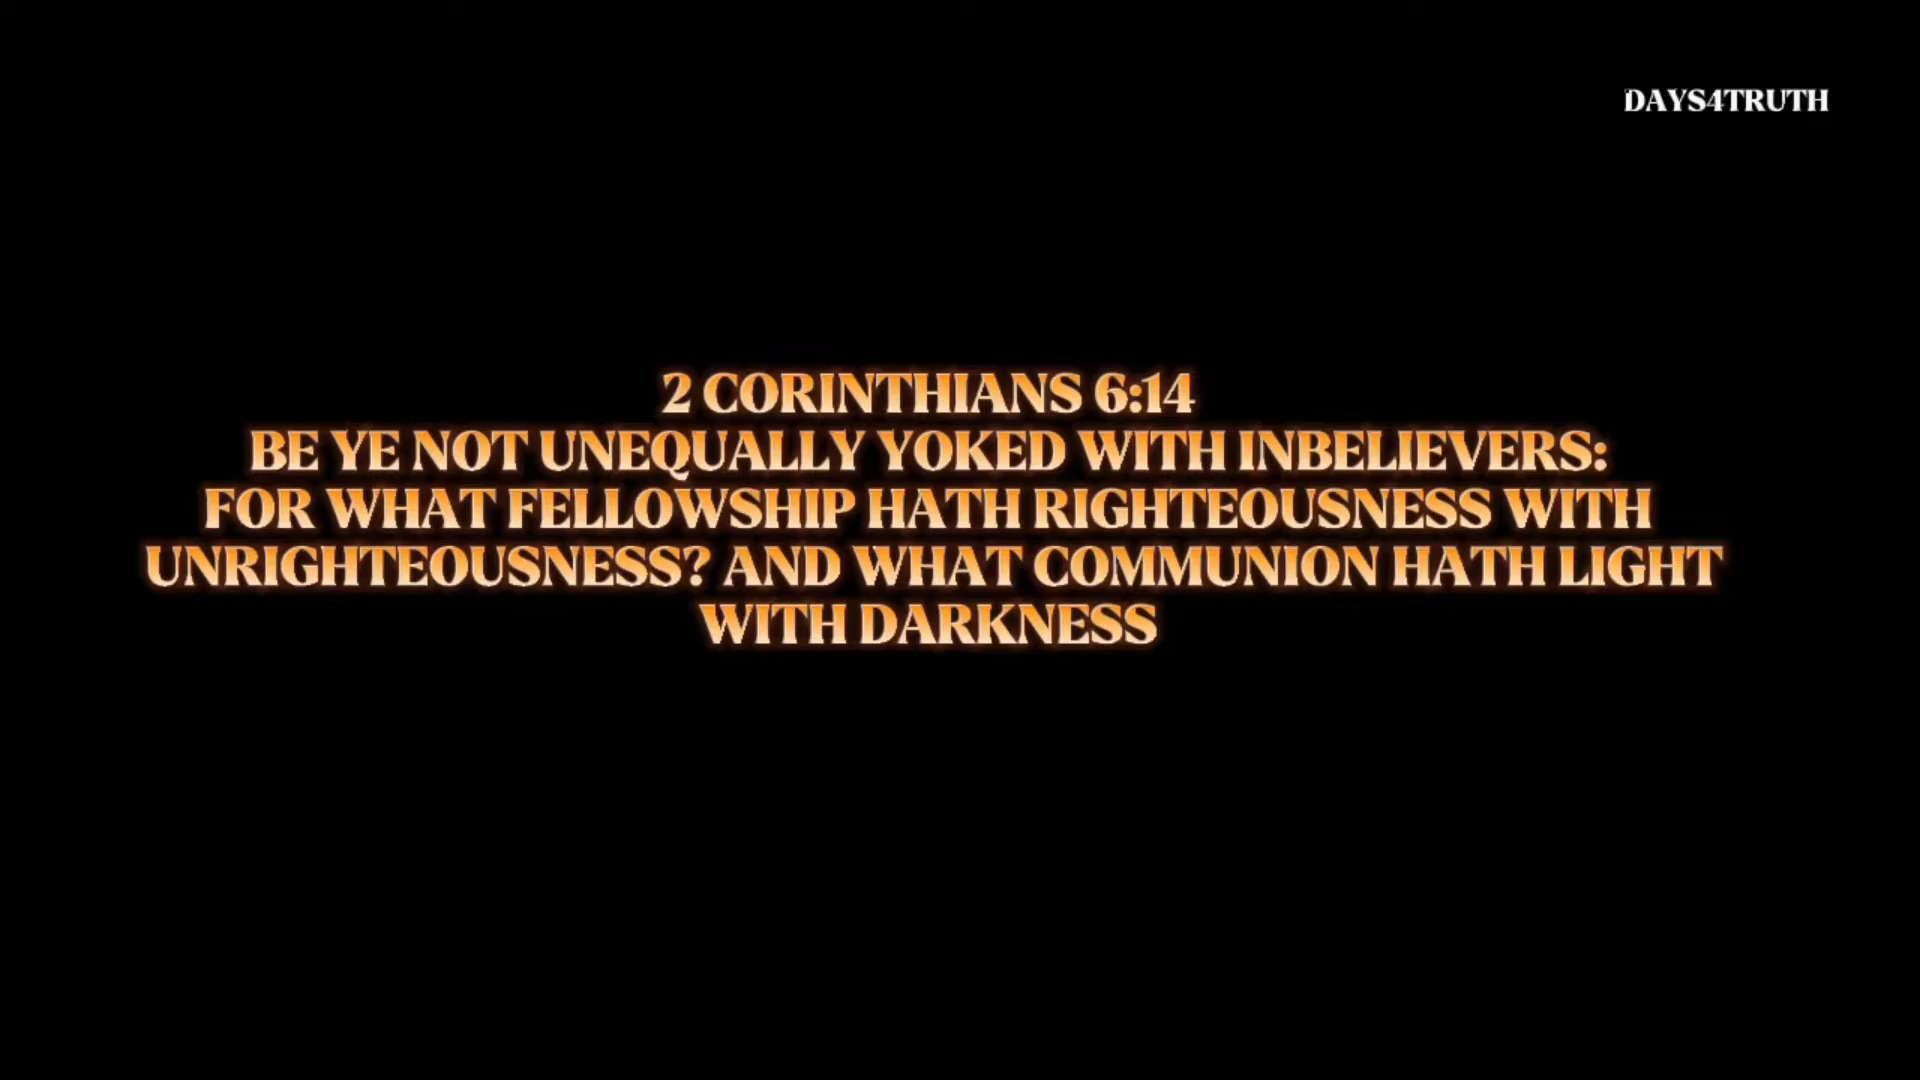 DAYS4TRUTH
2 CORINTHIANS 6:14
BE YE NOT UNEQUALLY YOKED WITH INBELIEVERS:
FOR WHAT FELLOWSHIP HATH RIGHTEOUSNESS WITH
UNRIGHTEOUSNESS? AND WHAT COMMUNION HATH LIGHT
WITH DARKNESS